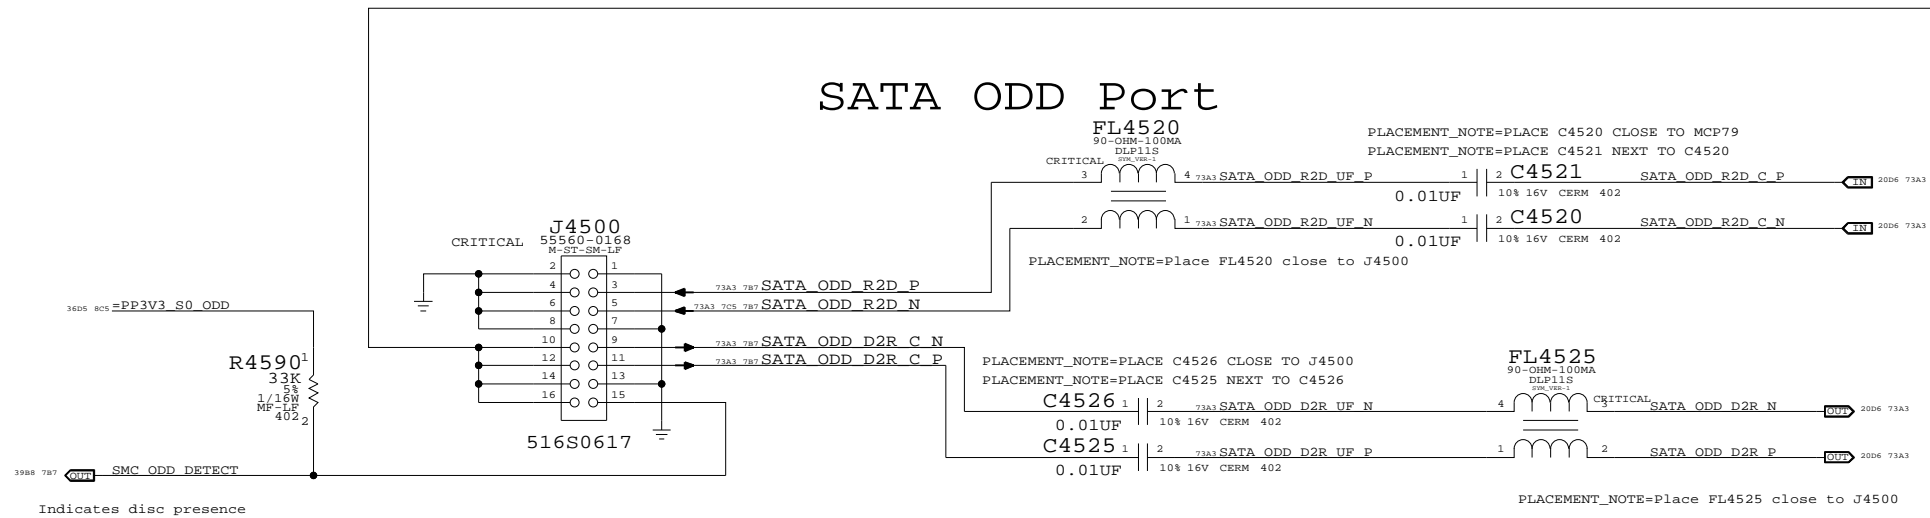 SATA ODD Port
FL4520
90-OHM-100MA
DLP11S
SYM_VER-1
CRITICAL
3
4
73A3 SATA_ODD_R2D_UF_P
2
1
73A3 SATA_ODD_R2D_UF_N
PLACEMENT_NOTE=PLACE C4520 CLOSE TO MCP79
PLACEMENT_NOTE=PLACE C4521 NEXT TO C4520
1
2
C4521
0.01UF
10% 16V CERM 402
SATA_ODD_R2D_C_P
IN
20D6 73A3
1
2
C4520
0.01UF
10% 16V CERM 402
SATA_ODD_R2D_C_N
IN
20D6 73A3
PLACEMENT_NOTE=Place FL4520 close to J4500
J4500
CRITICAL
55560-0168
M-ST-SM-LF
2
1
4
3
6
5
8
7
10
9
12
11
14
13
16
15
516S0617
73A3 7B7 SATA_ODD_R2D_P
73A3 7C5 7B7 SATA_ODD_R2D_N
73A3 7B7 SATA_ODD_D2R_C_N
73A3 7B7 SATA_ODD_D2R_C_P
36D5 8C5 =PP3V3_S0_ODD
R4590
1
33K
5%
1/16W
MF-LF
402
2
39B8 7B7
OUT
SMC_ODD_DETECT
Indicates disc presence
PLACEMENT_NOTE=PLACE C4526 CLOSE TO J4500
PLACEMENT_NOTE=PLACE C4525 NEXT TO C4526
C4526
1
2
0.01UF
10% 16V CERM 402
73A3 SATA_ODD_D2R_UF_N
C4525
1
2
0.01UF
10% 16V CERM 402
73A3 SATA_ODD_D2R_UF_P
FL4525
90-OHM-100MA
DLP11S
SYM_VER-1
CRITICAL
4
3
SATA_ODD_D2R_N
OUT
20D6 73A3
1
2
SATA_ODD_D2R_P
OUT
20D6 73A3
PLACEMENT_NOTE=Place FL4525 close to J4500